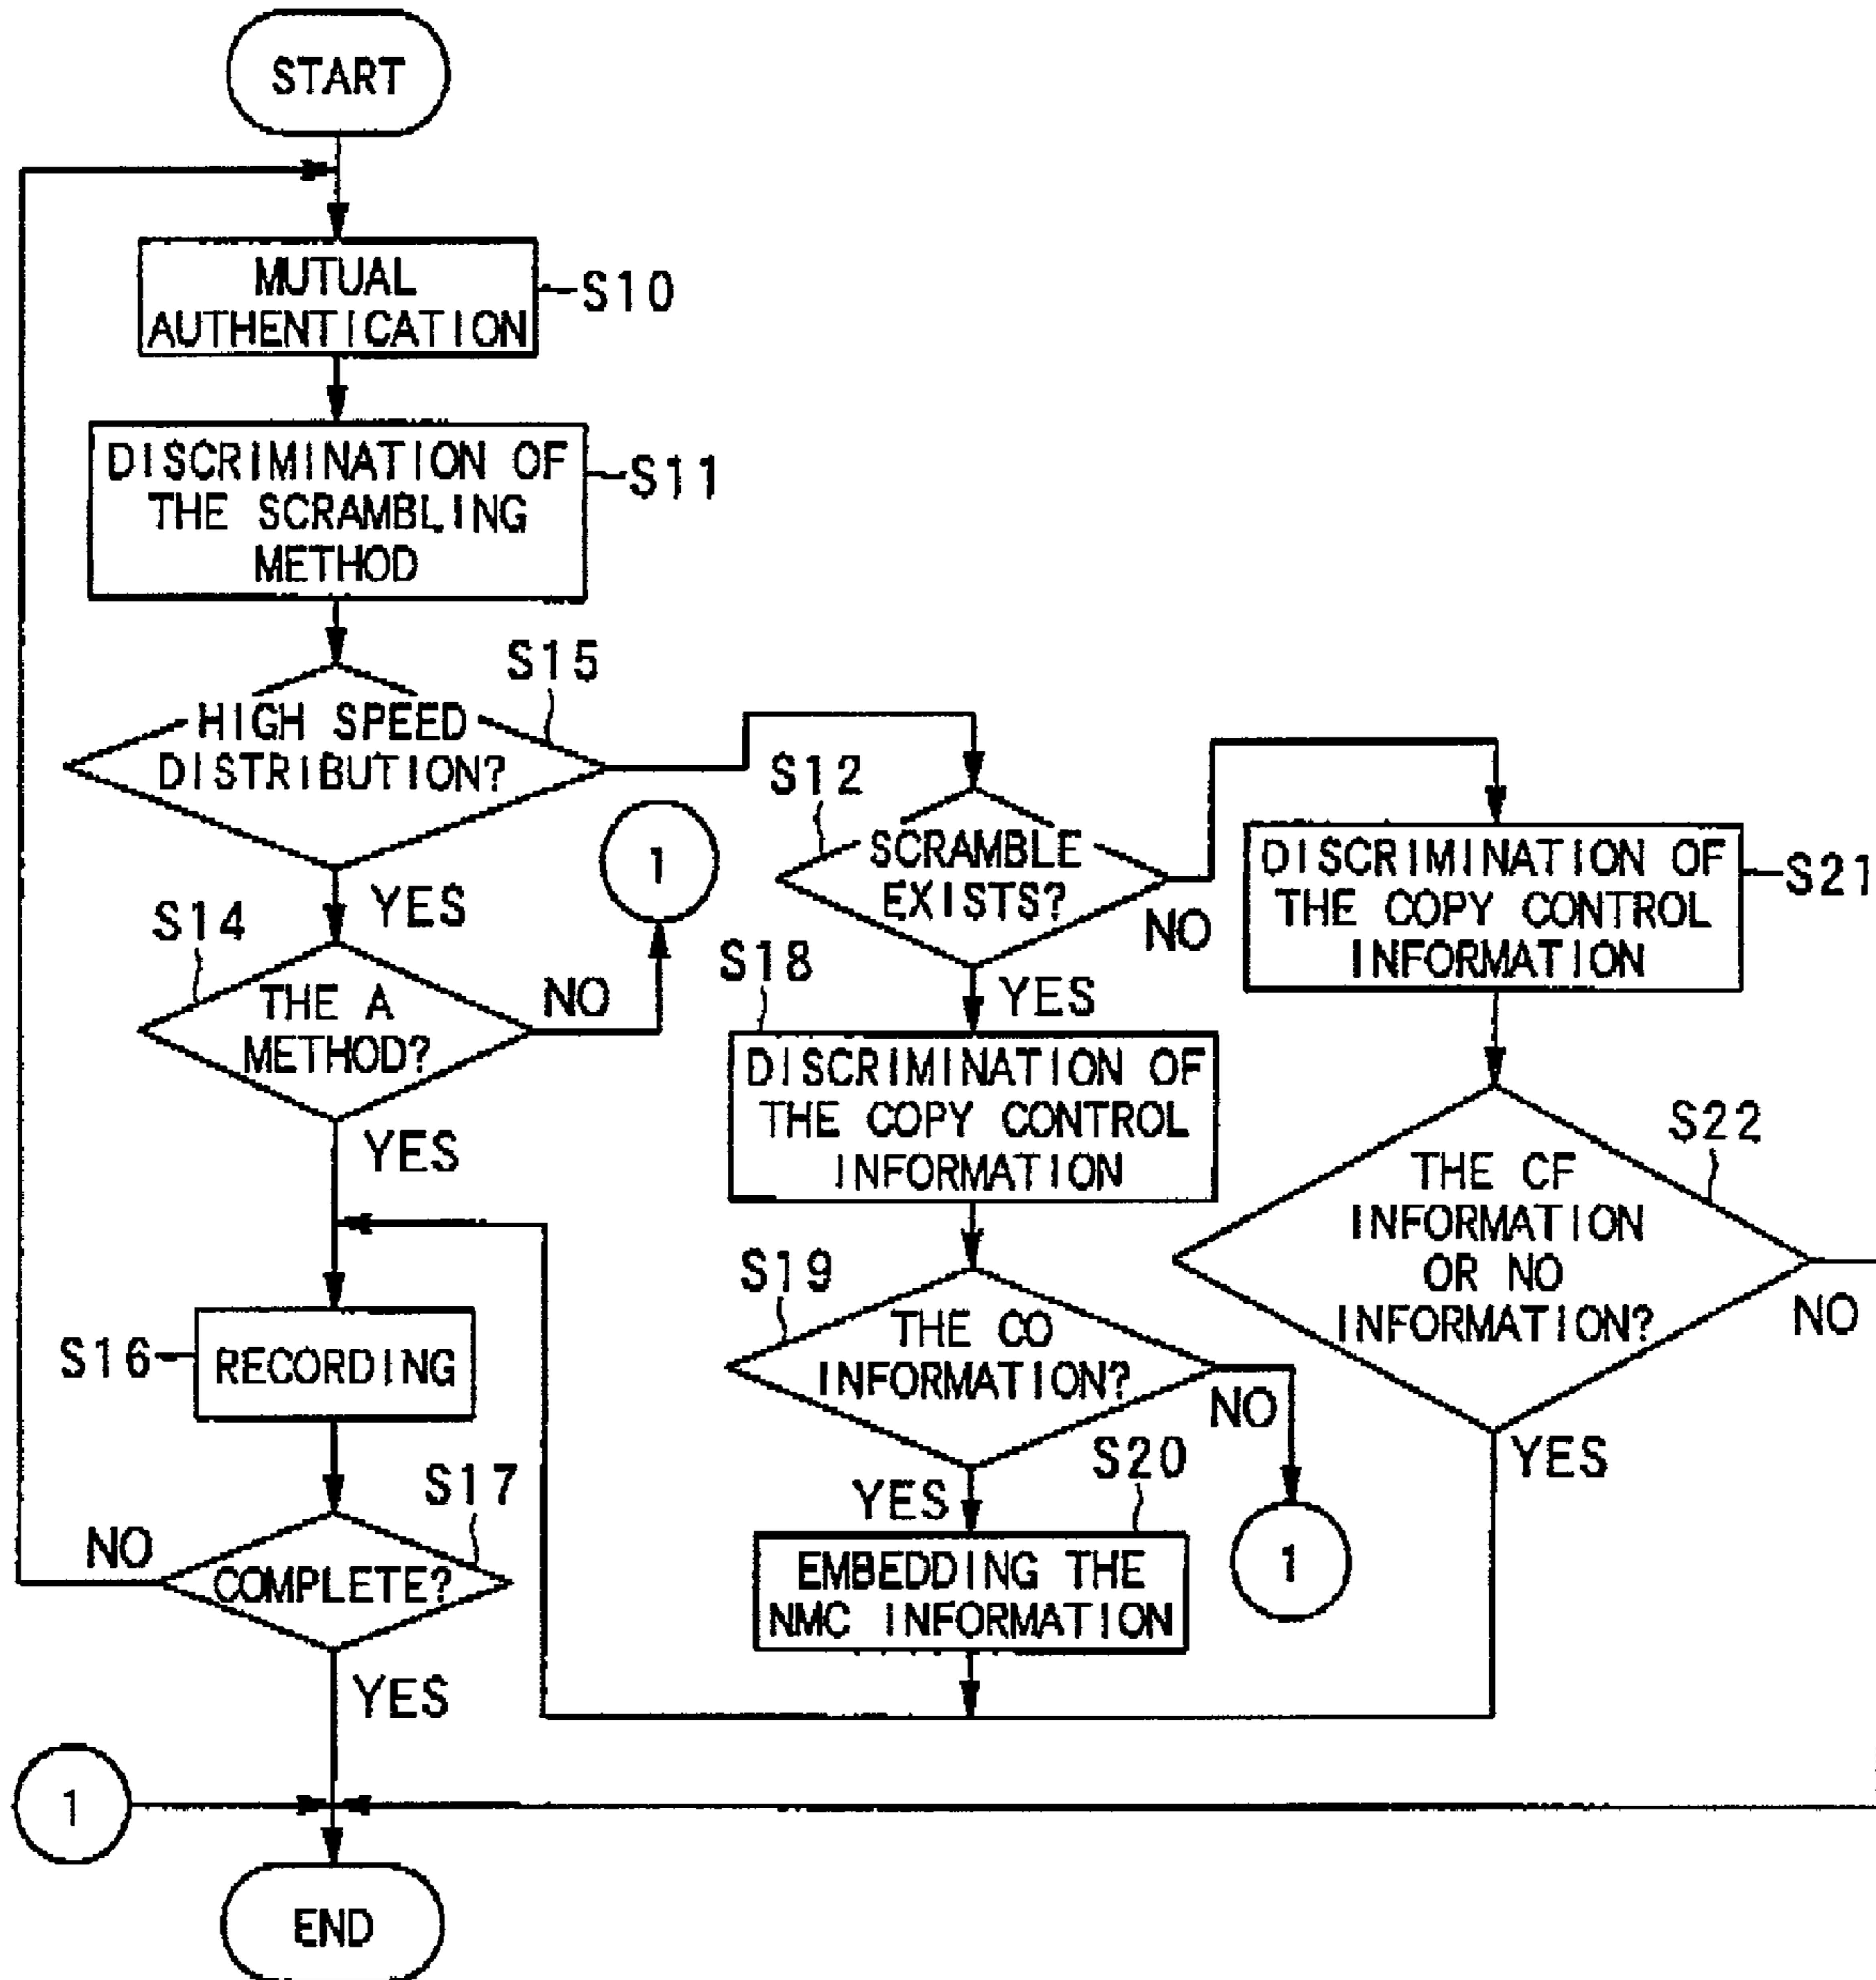 START
MUTUAL
AUTHENTICATION
S10
DISCRIMINATION OF
THE SCRAMBLING
METHOD
S11
S15
HIGH SPEED
DISTRIBUTION?
YES
S14
THE A
METHOD?
NO
1
YES
S16
RECORDING
S17
COMPLETE?
NO
YES
1
END
S12
SCRAMBLE
EXISTS?
NO
YES
S18
DISCRIMINATION OF
THE COPY CONTROL
INFORMATION
S19
THE CO
INFORMATION?
NO
1
YES
S20
EMBEDDING THE
NMC INFORMATION
DISCRIMINATION OF
THE COPY CONTROL
INFORMATION
S21
S22
THE CF
INFORMATION
OR NO
INFORMATION?
NO
YES